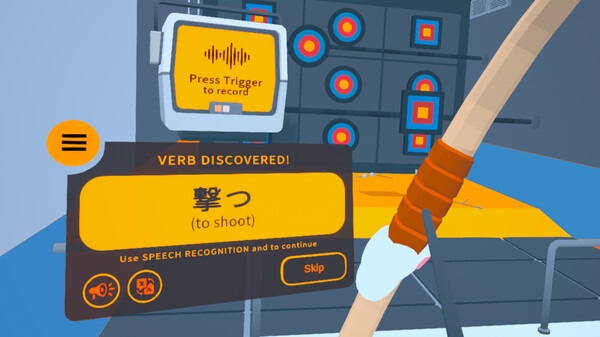 Press Trigger
to record
VERB DISCOVERED!
撃つ
(to shoot)
Use SPEECH RECOGNITION and to continue
Skip